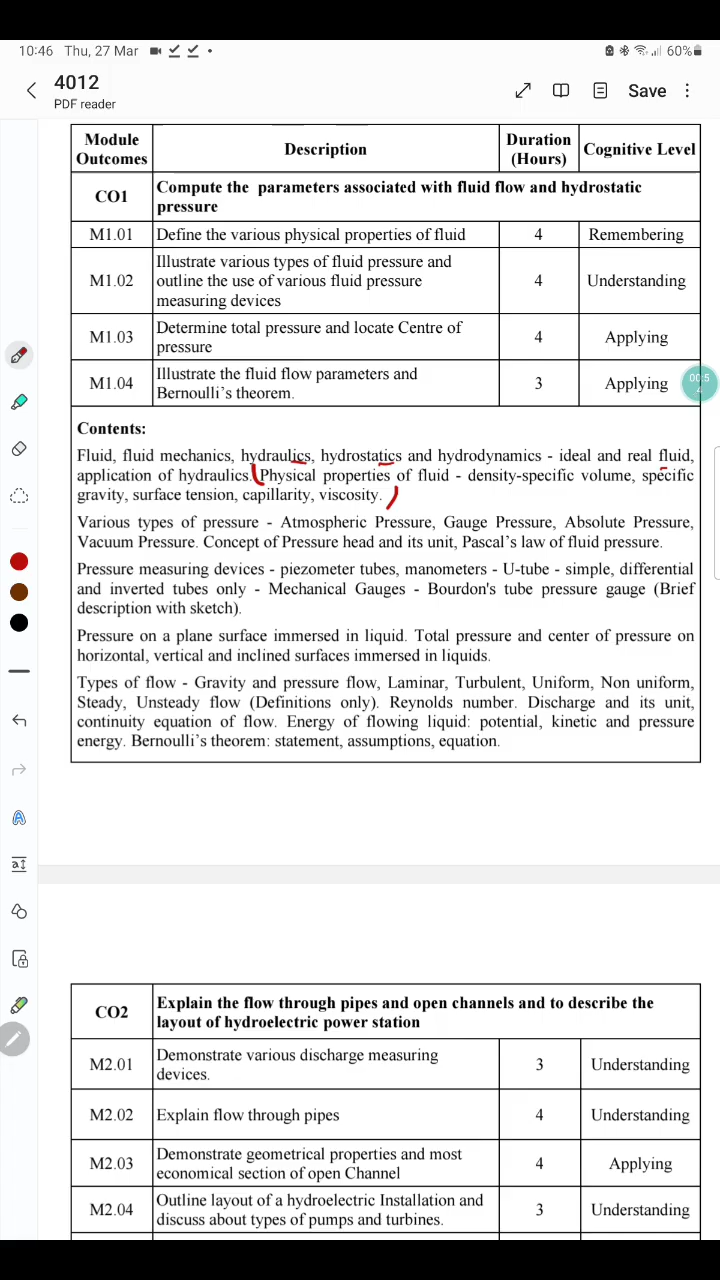 10:46 Thu, 27 Mar
60%
4012
PDF reader
Save
Module Outcomes Description Duration (Hours) Cognitive Level
CO1 Compute the parameters associated with fluid flow and hydrostatic
pressure
M1.01 Define the various physical properties of fluid 4 Remembering
Illustrate various types of fluid pressure and
M1.02 outline the use of various fluid pressure 4 Understanding
measuring devices
M1.03 Determine total pressure and locate Centre of 4 Applying
pressure
M1.04 Illustrate the fluid flow parameters and 3 Applying
Bernoulli's theorem.
00:5
4
Contents:
Fluid, fluid mechanics, hydraulics, hydrostatics and hydrodynamics - ideal and real fluid,
application of hydraulics. Physical properties of fluid - density-specific volume, specific
gravity, surface tension, capillarity, viscosity.
Various types of pressure - Atmospheric Pressure, Gauge Pressure, Absolute Pressure,
Vacuum Pressure. Concept of Pressure head and its unit, Pascal's law of fluid pressure.
Pressure measuring devices - piezometer tubes, manometers - U-tube - simple, differential
and inverted tubes only - Mechanical Gauges - Bourdon's tube pressure gauge (Brief
description with sketch).
Pressure on a plane surface immersed in liquid. Total pressure and center of pressure on
horizontal, vertical and inclined surfaces immersed in liquids.
Types of flow - Gravity and pressure flow, Laminar, Turbulent, Uniform, Non uniform,
Steady, Unsteady flow (Definitions only). Reynolds number. Discharge and its unit,
continuity equation of flow. Energy of flowing liquid: potential, kinetic and pressure
energy. Bernoulli's theorem: statement, assumptions, equation.
CO2 Explain the flow through pipes and open channels and to describe the
layout of hydroelectric power station
M2.01 Demonstrate various discharge measuring 3 Understanding
devices.
M2.02 Explain flow through pipes 4 Understanding
M2.03 Demonstrate geometrical properties and most 4 Applying
economical section of open Channel
M2.04 Outline layout of a hydroelectric Installation and 3 Understanding
discuss about types of pumps and turbines.